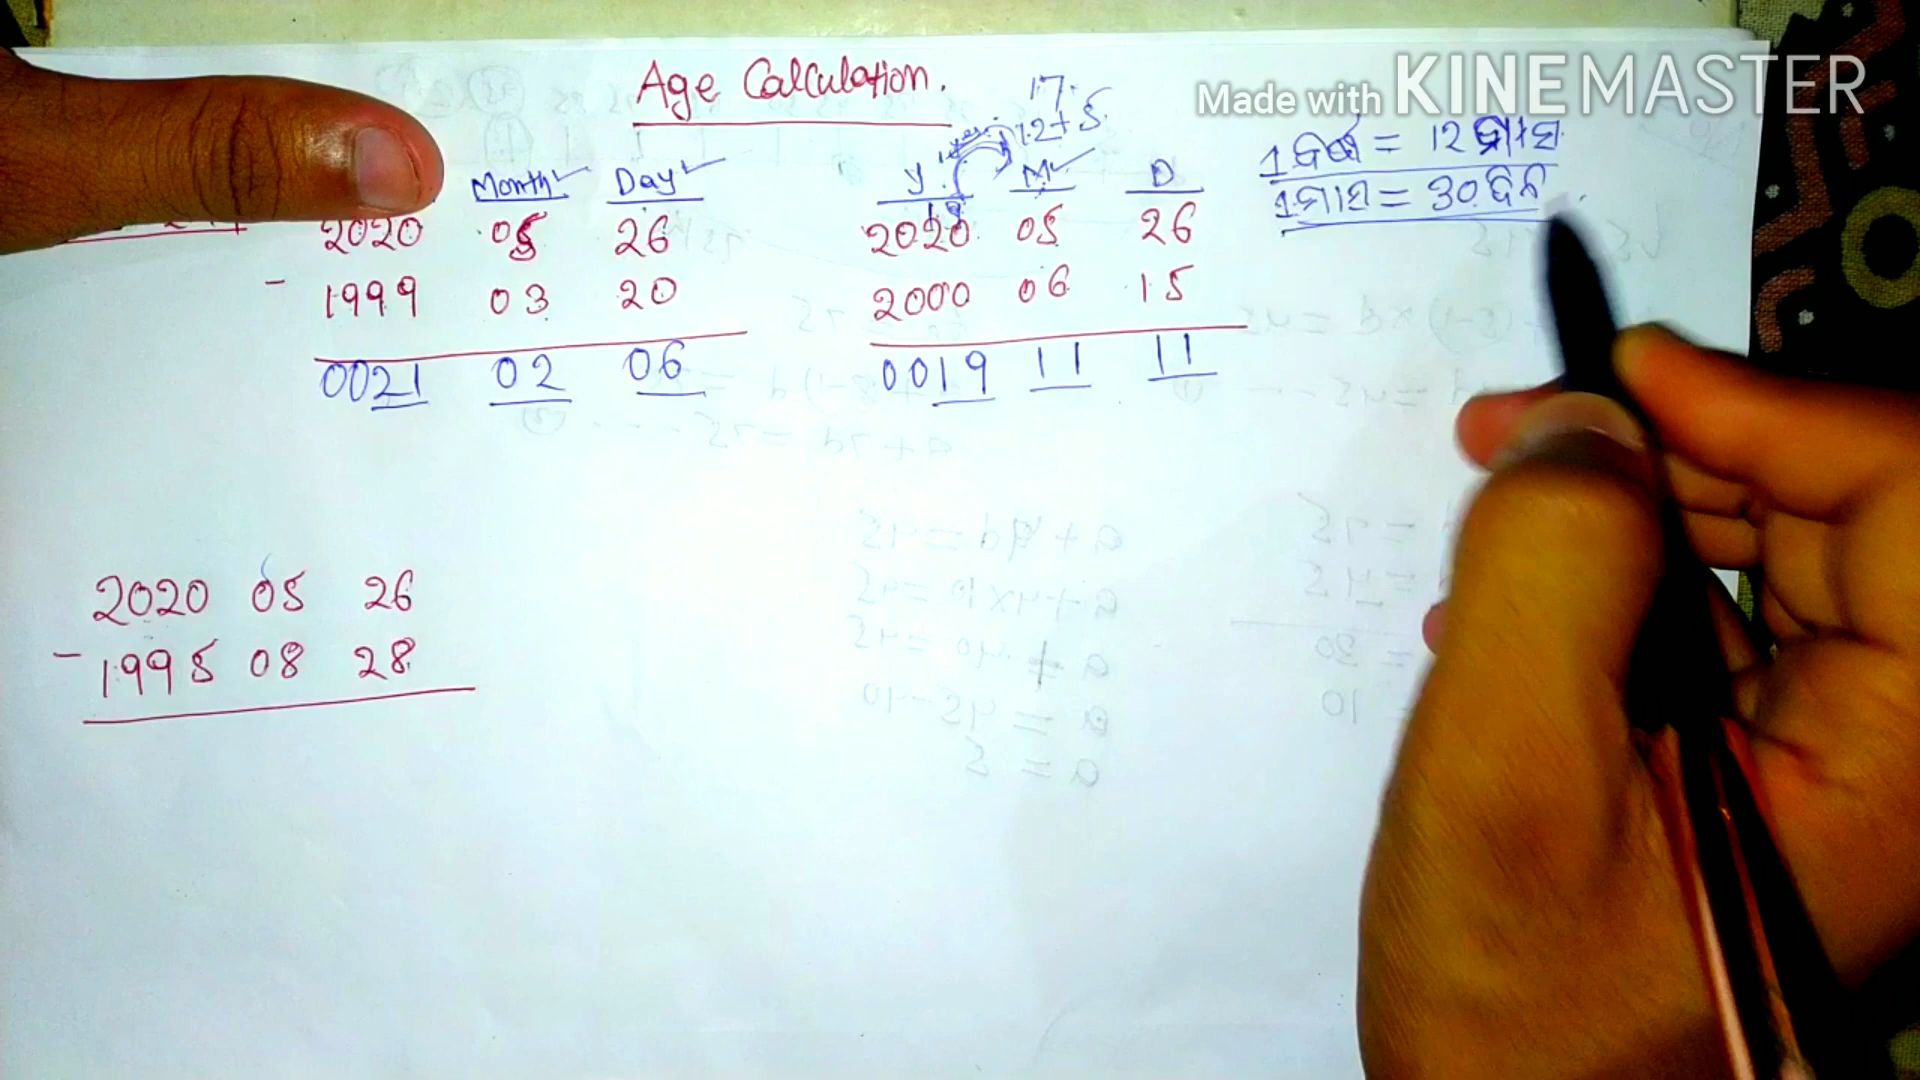 Age Calculation.
Made with KINEMASTER
17
12+5
1 ବର୍ଷ = 12 ମାସ
1 ମାସ = 30 ଦିନ
Month Day
2020 05 26
- 1999 03 20
0021 02 06
Y M D
19
2020 05 26
2000 06 15
0019 11 11
2020 05 26
- 1995 08 28